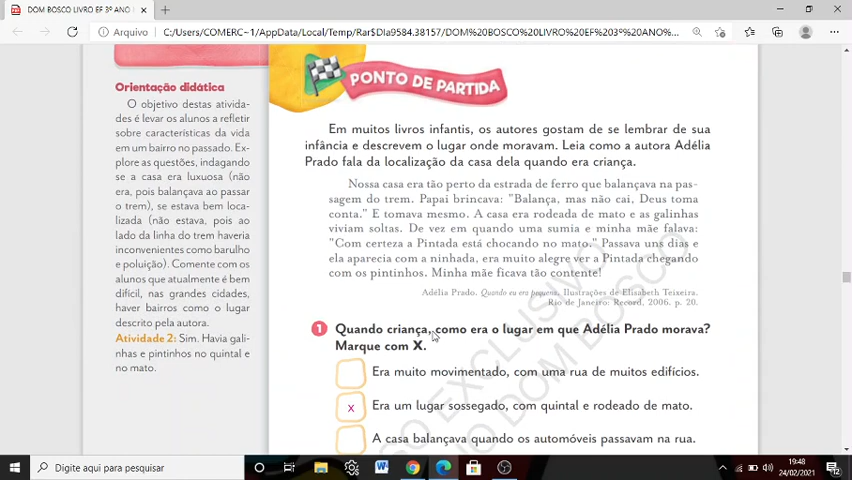 DOM BOSCO LIVRO EF 3º ANO
Arquivo
C:/Users/COMERC~1/AppData/Local/Temp/Rar$DIa9584.38157/DOM%20BOSCO%20LIVRO%20EF%203º%20ANO%...
PONTO DE PARTIDA
Orientação didática
O objetivo destas ativida-
des é levar os alunos a refletir
sobre características da vida
em um bairro no passado. Ex-
plore as questões, indagando
se a casa era luxuosa (não
era, pois balançava ao passar
o trem), se estava bem loca-
lizada (não estava, pois ao
lado da linha do trem haveria
inconvenientes como barulho
e poluição). Comente com os
alunos que atualmente é bem
difícil, nas grandes cidades,
haver bairros como o lugar
descrito pela autora.
Atividade 2: Sim. Havia gali-
nhas e pintinhos no quintal e
no mato.
Em muitos livros infantis, os autores gostam de se lembrar de sua
infância e descrevem o lugar onde moravam. Leia como a autora Adélia
Prado fala da localização da casa dela quando era criança.
Nossa casa era tão perto da estrada de ferro que balançava na pas-
sagem do trem. Papai brincava: "Balança, mas não cai, Deus toma
conta." E tomava mesmo. A casa era rodeada de mato e as galinhas
viviam soltas. De vez em quando uma sumia e minha mãe falava:
"Com certeza a Pintada está chocando no mato." Passava uns dias e
ela aparecia com a ninhada, era muito alegre ver a Pintada chegando
com os pintinhos. Minha mãe ficava tão contente!
Adélia Prado. Quando eu era pequena. Ilustrações de Elisabeth Teixeira.
Rio de Janeiro: Record, 2006. p. 20.
1 Quando criança, como era o lugar em que Adélia Prado morava?
Marque com X.
Era muito movimentado, com uma rua de muitos edifícios.
x Era um lugar sossegado, com quintal e rodeado de mato.
A casa balançava quando os automóveis passavam na rua.
SO EXCLUSIVO
NO DOM BOSCO
Digite aqui para pesquisar
19:48
24/02/2021
12